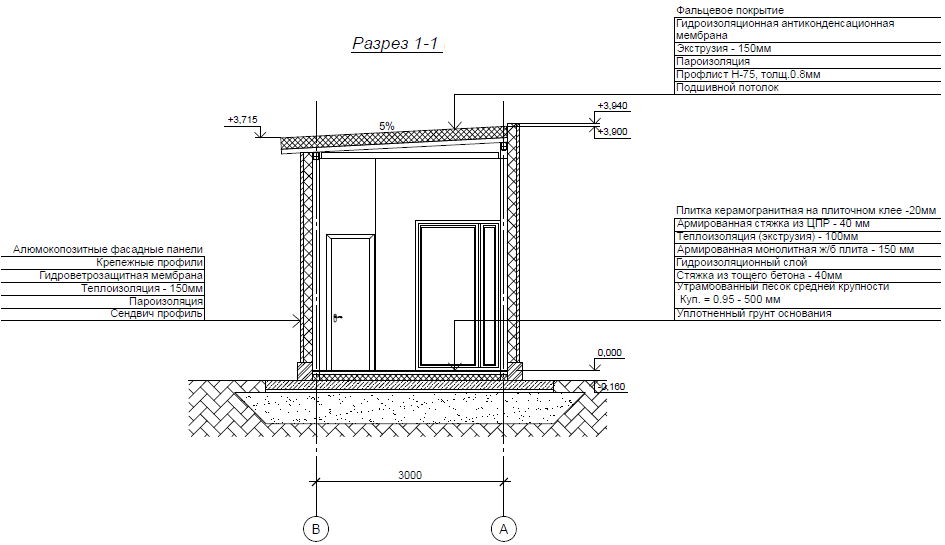 Фальцевое покрытие
Гидроизоляционная антиконденсационная
мембрана
Экструзия - 150мм
Пароизоляция
Профлист Н-75, толщ.0.8мм
Подшивной потолок
Разрез 1-1
+3,940
+3,715
5%
+3,900
Плитка керамогранитная на плиточном клее -20мм
Армированная стяжка из ЦПР - 40 мм
Теплоизоляция (экструзия) - 100мм
Армированная монолитная ж/б плита - 150 мм
Гидроизоляционный слой
Стяжка из тощего бетона - 40мм
Утрамбованный песок средней крупности
Куп. = 0.95 - 500 мм
Уплотненный грунт основания
Алюмокопозитные фасадные панели
Крепежные профили
Гидроветрозащитная мембрана
Теплоизоляция - 150мм
Пароизоляция
Сендвич профиль
0,000
-0,160
3000
В
А